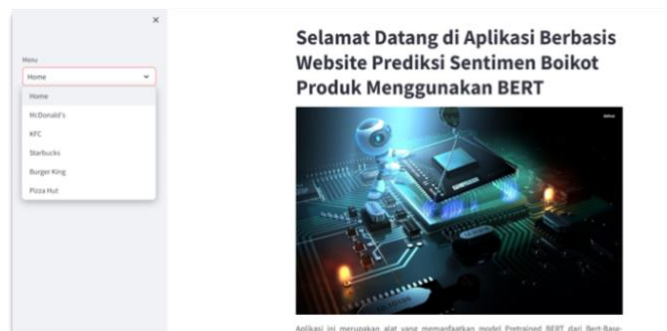 ×
Menu
Home
Home
McDonald's
KFC
Starbucks
Burger King
Pizza Hut
Selamat Datang di Aplikasi Berbasis
Website Prediksi Sentimen Boikot
Produk Menggunakan BERT
Aplikasi ini merupakan alat yang memanfaatkan model Pretrained BERT dari Bert-Base-